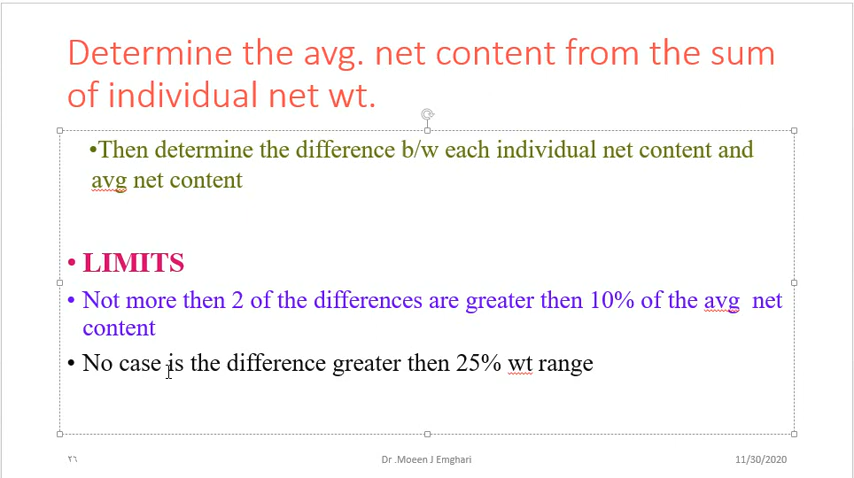 Determine the avg. net content from the sum
of individual net wt.
•Then determine the difference b/w each individual net content and
avg net content
• LIMITS
• Not more then 2 of the differences are greater then 10% of the avg net
content
• No case is the difference greater then 25% wt range
٢٦ Dr .Moeen J Emghari 11/30/2020